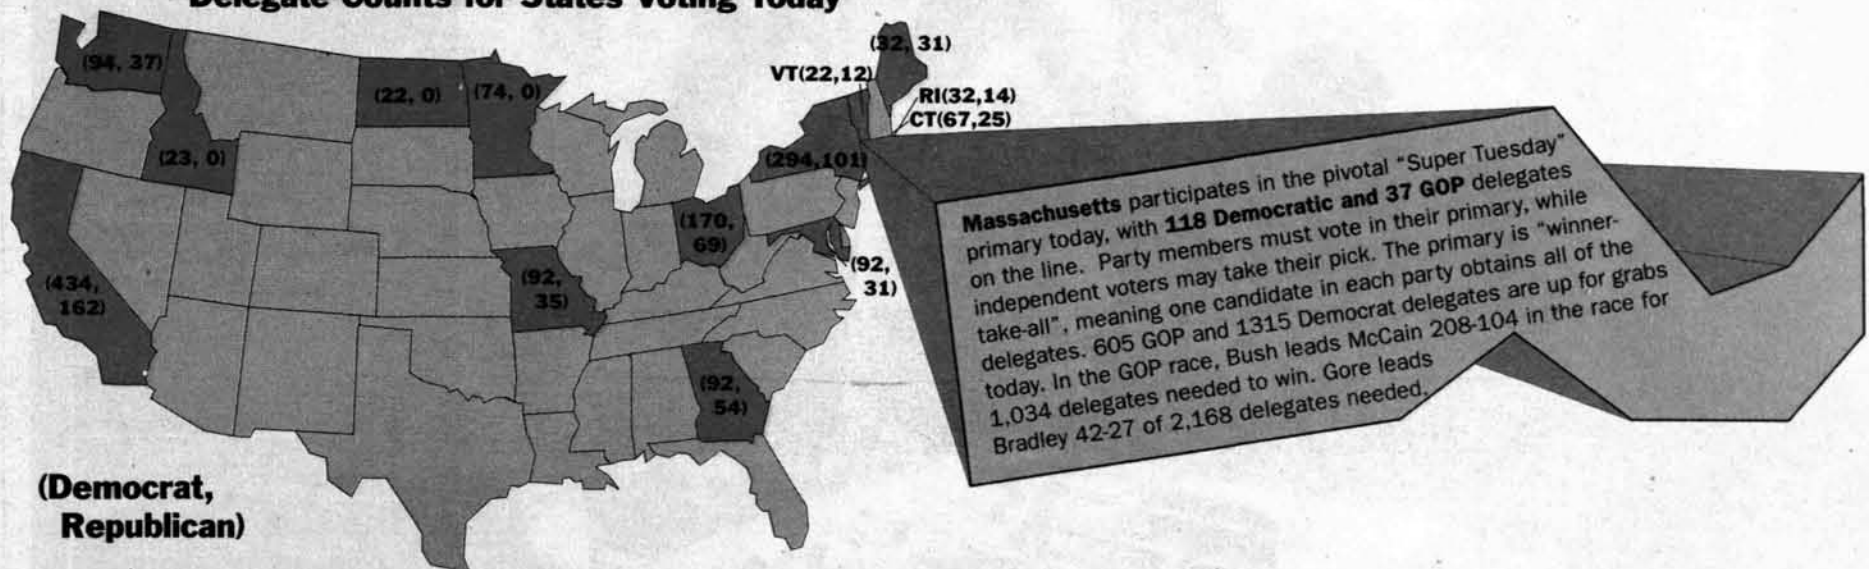 Delegate Counts for States Voting Today
(94, 37)
(22, 0)
(74, 0)
(32, 31)
VT(22,12)
RI(32,14)
CT(67,25)
(23, 0)
(294,101)
(170,
69)
(92,
31)
(434,
162)
(92,
35)
(92,
54)
(Democrat,
Republican)
Massachusetts participates in the pivotal "Super Tuesday"
primary today, with 118 Democratic and 37 GOP delegates
on the line. Party members must vote in their primary, while
independent voters may take their pick. The primary is "winner-
take-all", meaning one candidate in each party obtains all of the
delegates. 605 GOP and 1315 Democrat delegates are up for grabs
today. In the GOP race, Bush leads McCain 208-104 in the race for
1,034 delegates needed to win. Gore leads
Bradley 42-27 of 2,168 delegates needed.